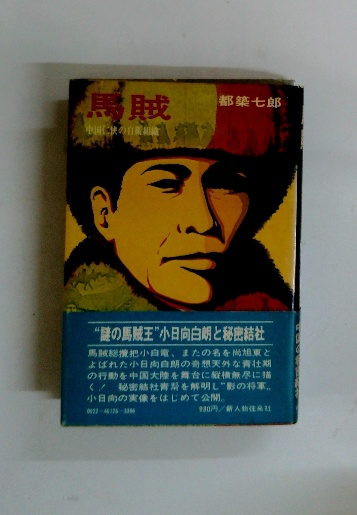 馬賊
都築七郎
中国仁侠の自衛組織
"謎の馬賊王"小日向白朗と秘密結社
馬賊総攬把小白竜、またの名を尚旭東と
よばれた小日向白朗の奇想天外な青壮期
の行動を中国大陸を舞台に縦横無尽に描
く！ 秘密結社青幇を解明し"影の将軍"
小日向の実像をはじめて公開。
980円／新人物往来社